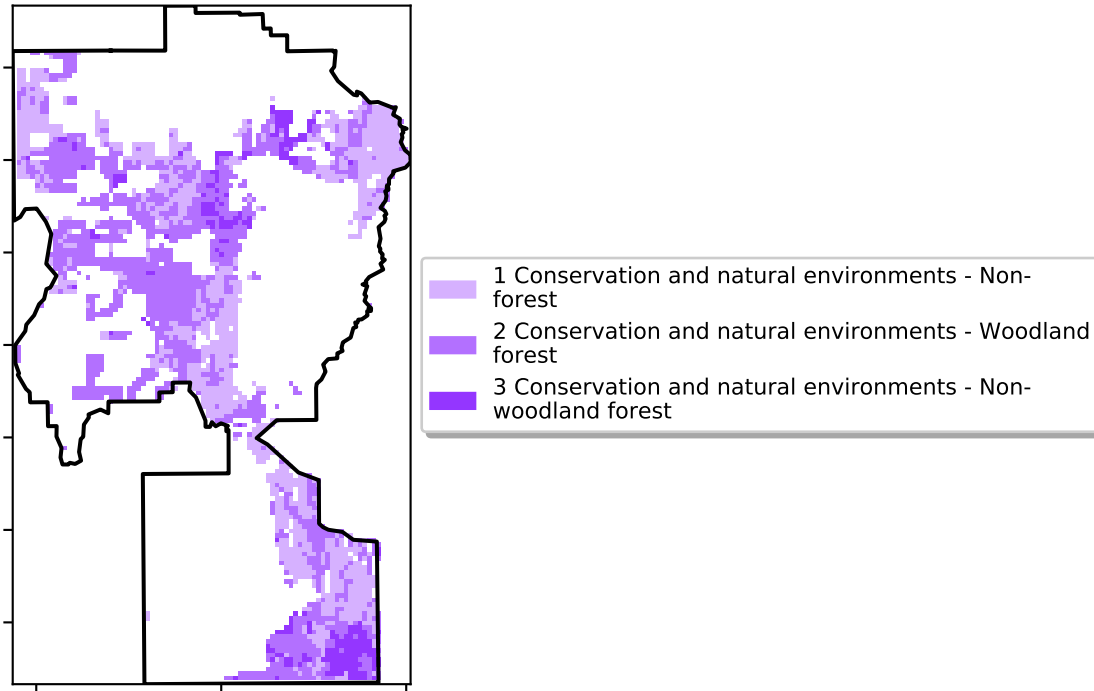 1 Conservation and natural environments - Non-
forest
2 Conservation and natural environments - Woodland
forest
3 Conservation and natural environments - Non-
woodland forest